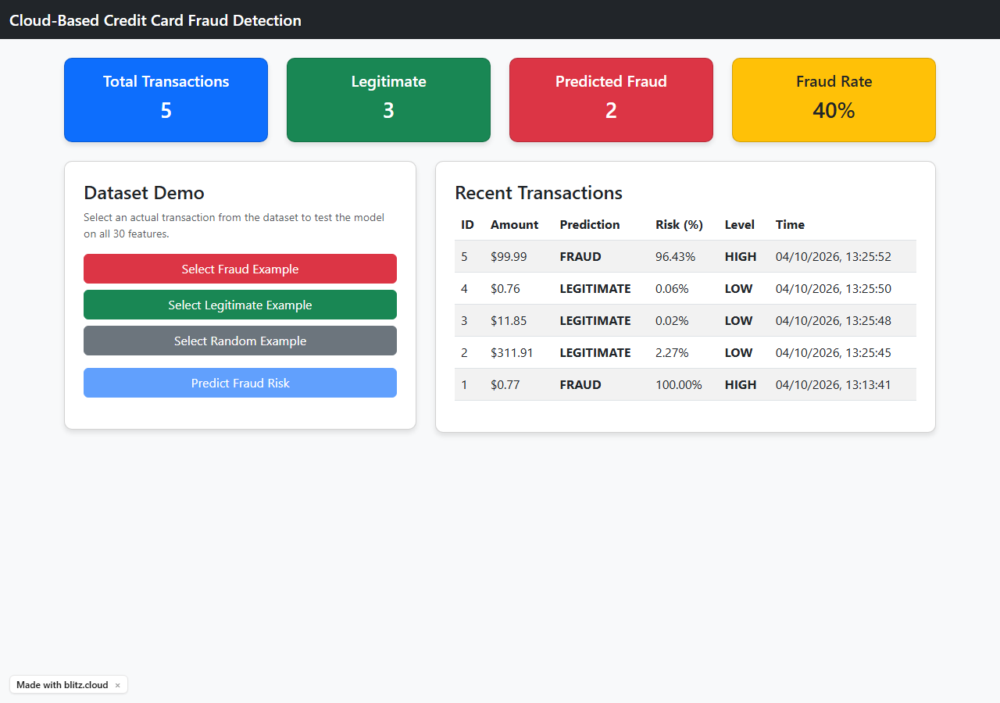 Cloud-Based Credit Card Fraud Detection
Total Transactions
5
Legitimate
3
Predicted Fraud
2
Fraud Rate
40%
Dataset Demo
Select an actual transaction from the dataset to test the model
on all 30 features.
Select Fraud Example
Select Legitimate Example
Select Random Example
Predict Fraud Risk
Recent Transactions
ID Amount Prediction Risk (%) Level Time
5 $99.99 FRAUD 96.43% HIGH 04/10/2026, 13:25:52
4 $0.76 LEGITIMATE 0.06% LOW 04/10/2026, 13:25:50
3 $11.85 LEGITIMATE 0.02% LOW 04/10/2026, 13:25:48
2 $311.91 LEGITIMATE 2.27% LOW 04/10/2026, 13:25:45
1 $0.77 FRAUD 100.00% HIGH 04/10/2026, 13:13:41
Made with blitz.cloud ×